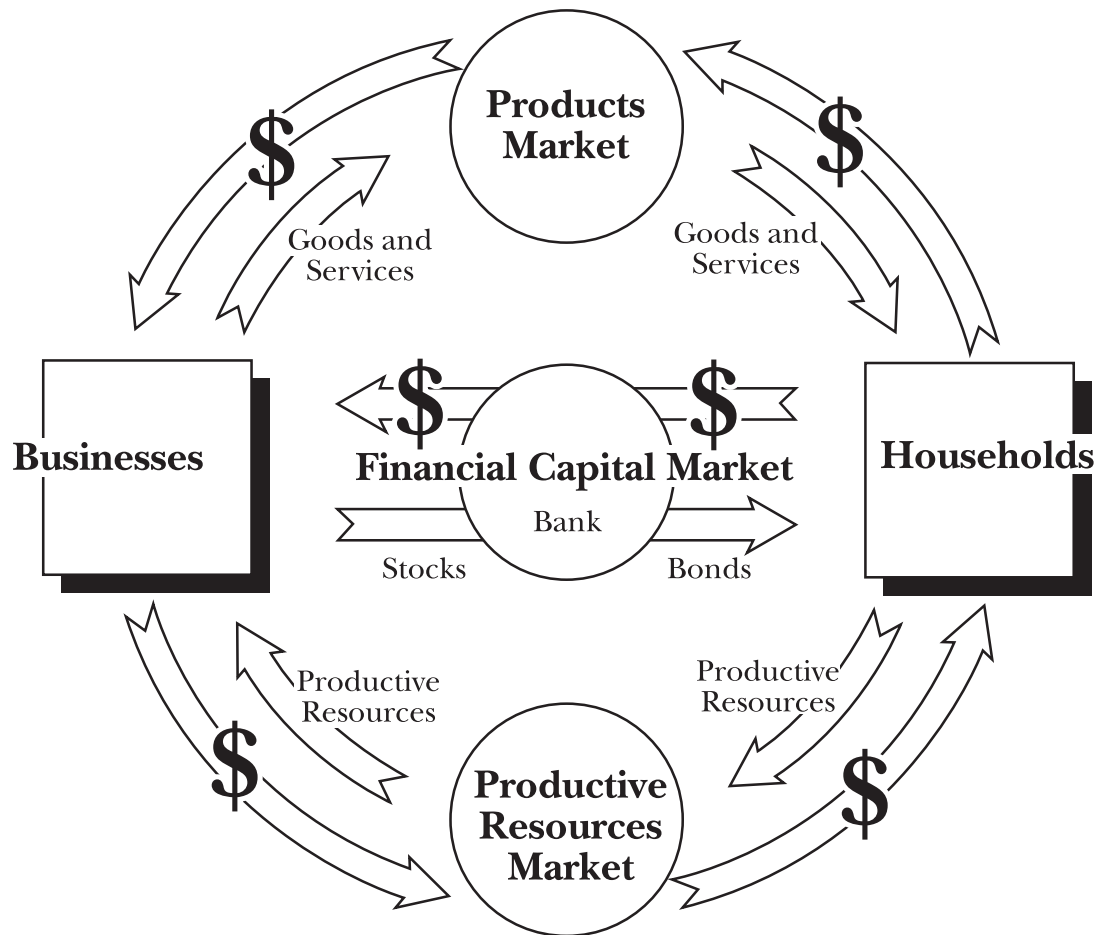 Products
Market
$
$
Goods and
Services
Goods and
Services
$
$
Businesses
Financial Capital Market
Households
Bank
Stocks
Bonds
Productive
Resources
Productive
Resources
$
$
Productive
Resources
Market